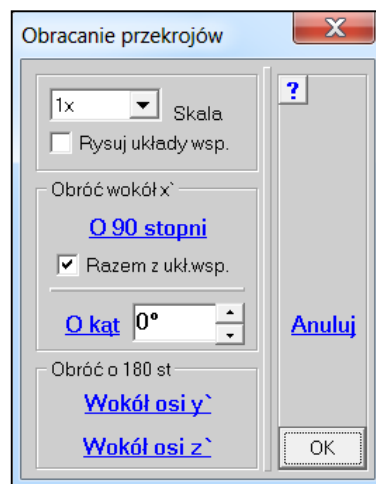 Obracanie przekrojów
1x
Skala
Rysuj układy wsp.
Obróć wokół x`
O 90 stopni
Razem z ukł.wsp.
O kąt 0°
Obróć o 180 st
Wokół osi y`
Wokół osi z`
?
Anuluj
OK